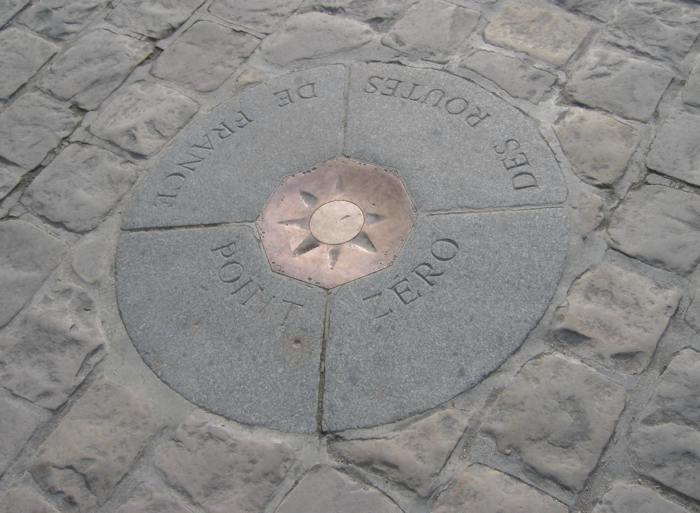 POINT ZÉRO
DES ROUTES
DE FRANCE